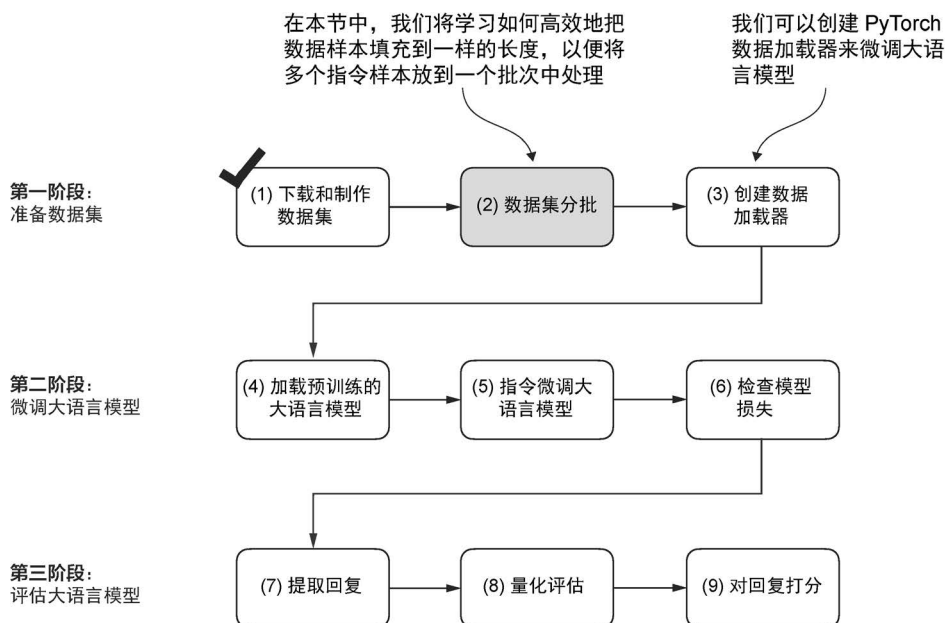 在本节中，我们将学习如何高效地把
数据样本填充到一样的长度，以便将
多个指令样本放到一个批次中处理
我们可以创建 PyTorch
数据加载器来微调大语
言模型
第一阶段：
准备数据集
(1) 下载和制作
数据集
(2) 数据集分批
(3) 创建数据
加载器
第二阶段：
微调大语言模型
(4) 加载预训练的
大语言模型
(5) 指令微调大
语言模型
(6) 检查模型
损失
第三阶段：
评估大语言模型
(7) 提取回复
(8) 量化评估
(9) 对回复打分